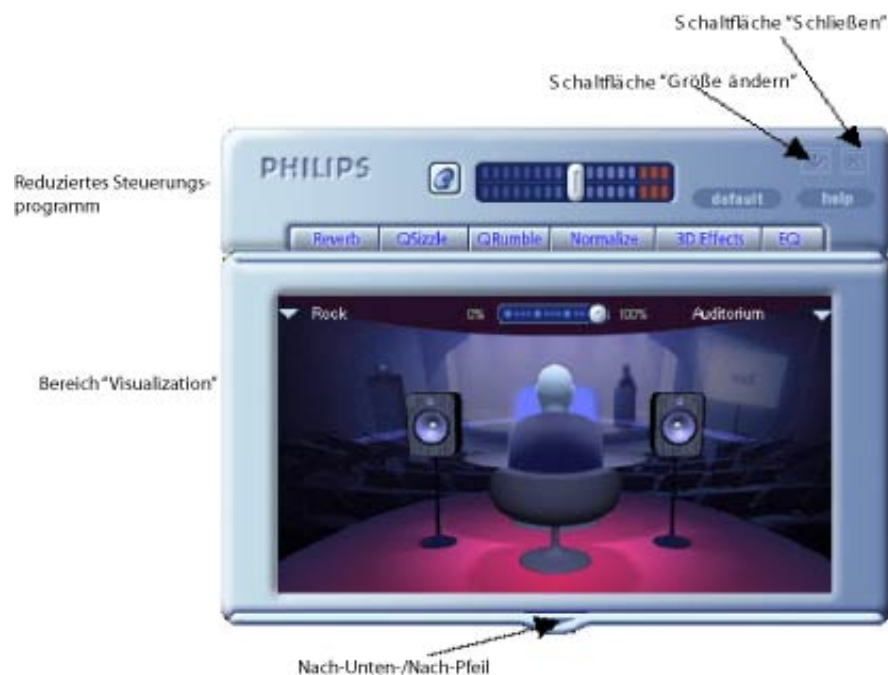 Schaltfläche "Schließen"
Schaltfläche "Größe ändern"
PHILIPS
Reduziertes Steuerungs-
programm
default help
Reverb QSizzle QRumble Normalize 3D Effects EQ
Rock 0% 100% Auditorium
Bereich "Visualization"
Nach-Unten-/Nach-Pfeil